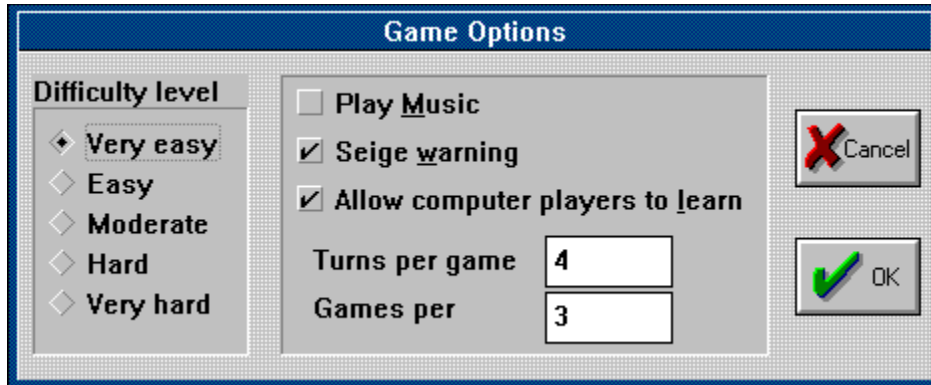 Game Options
Difficulty level
Very easy
Easy
Moderate
Hard
Very hard
Play Music
Seige warning
Allow computer players to learn
Turns per game 4
Games per 3
Cancel
OK